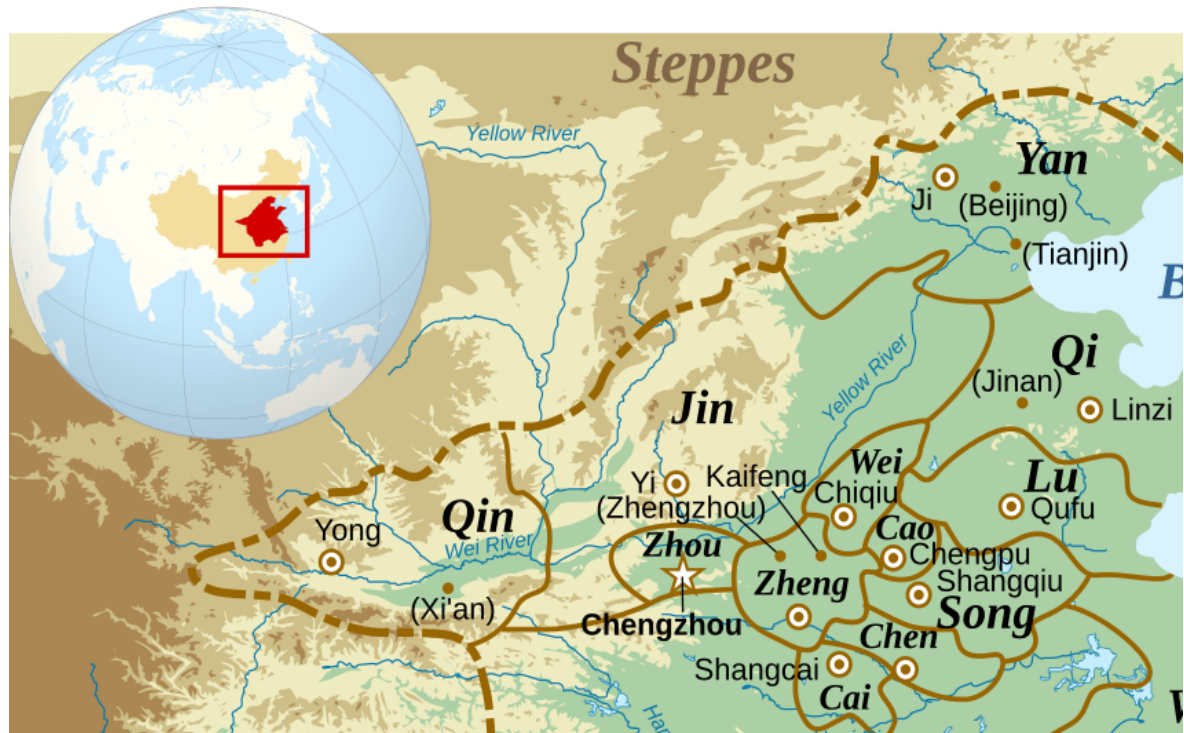 Steppes
Yellow River
Yan
Ji
(Beijing)
(Tianjin)
B
Qi
Yellow River
(Jinan)
Linzi
Jin
Wei
Lu
Yi
Kaifeng
Chiqiu
Qufu
(Zhengzhou)
Qin
Cao
Yong
Wei River
Zhou
Chengpu
Zheng
Shangqiu
(Xi'an)
Song
Chengzhou
Chen
Shangcai
Cai
Han
W